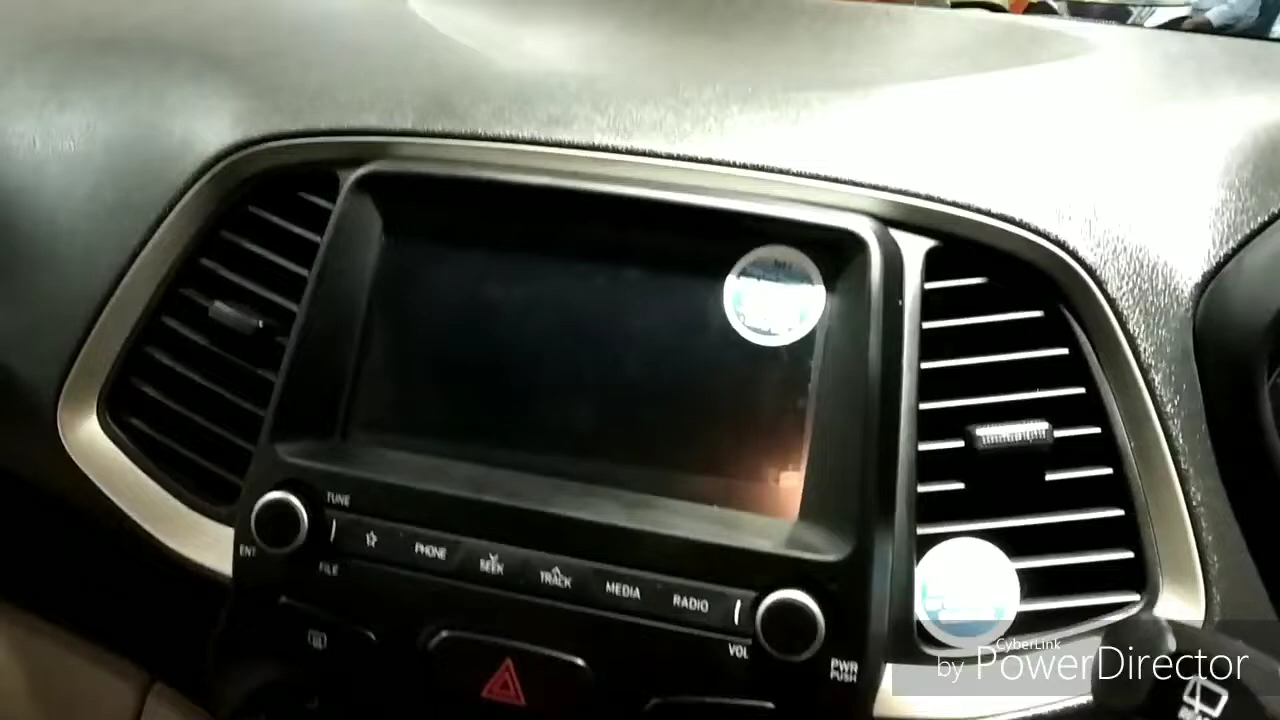 TUNE
ENT
FILE
PHONE
SEEK
TRACK
MEDIA
RADIO
VOL
PWR
PUSH
CyberLink
by PowerDirector